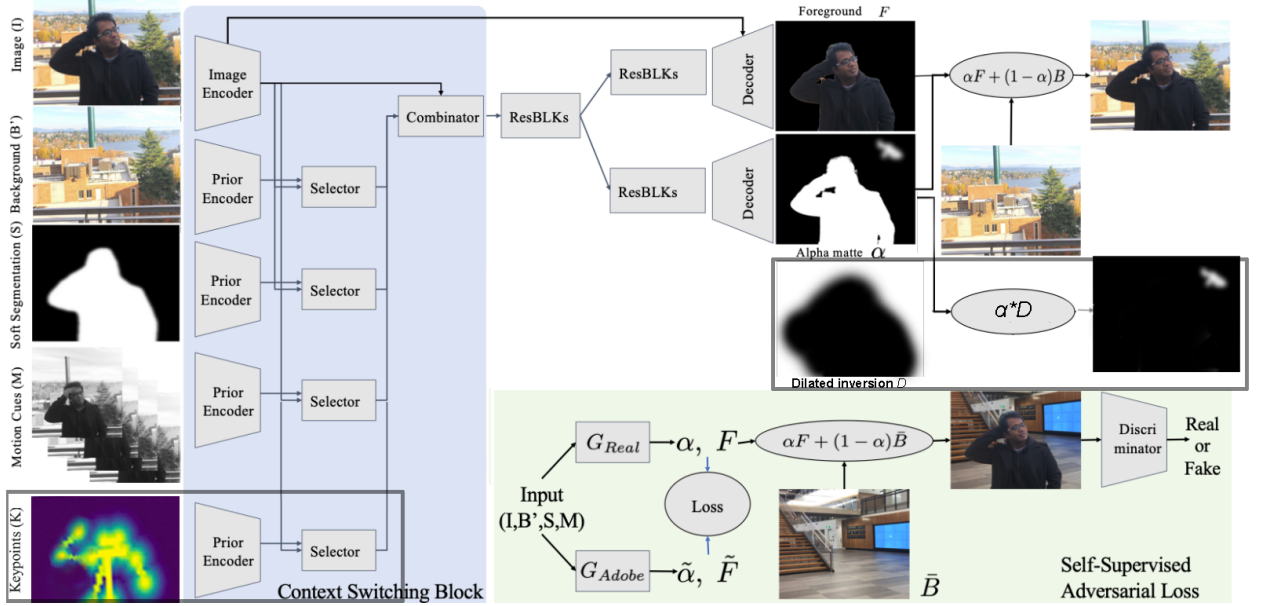 Image (I)
Background (B')
Soft Segmentation (S)
Motion Cues (M)
Keypoints (K)
Image
Encoder
Prior
Encoder
Selector
Prior
Encoder
Selector
Prior
Encoder
Selector
Prior
Encoder
Selector
Combinator
Context Switching Block
ResBLKs
ResBLKs
ResBLKs
Decoder
Decoder
Foreground F
Alpha matte α
αF + (1 − α)B
α*D
Dilated inversion D
Input
(I,B',S,M)
G_Real
α, F
αF + (1 − α)B̄
Loss
G_Adobe
α̃, F̃
B̄
Discri
minator
Real
or
Fake
Self-Supervised
Adversarial Loss